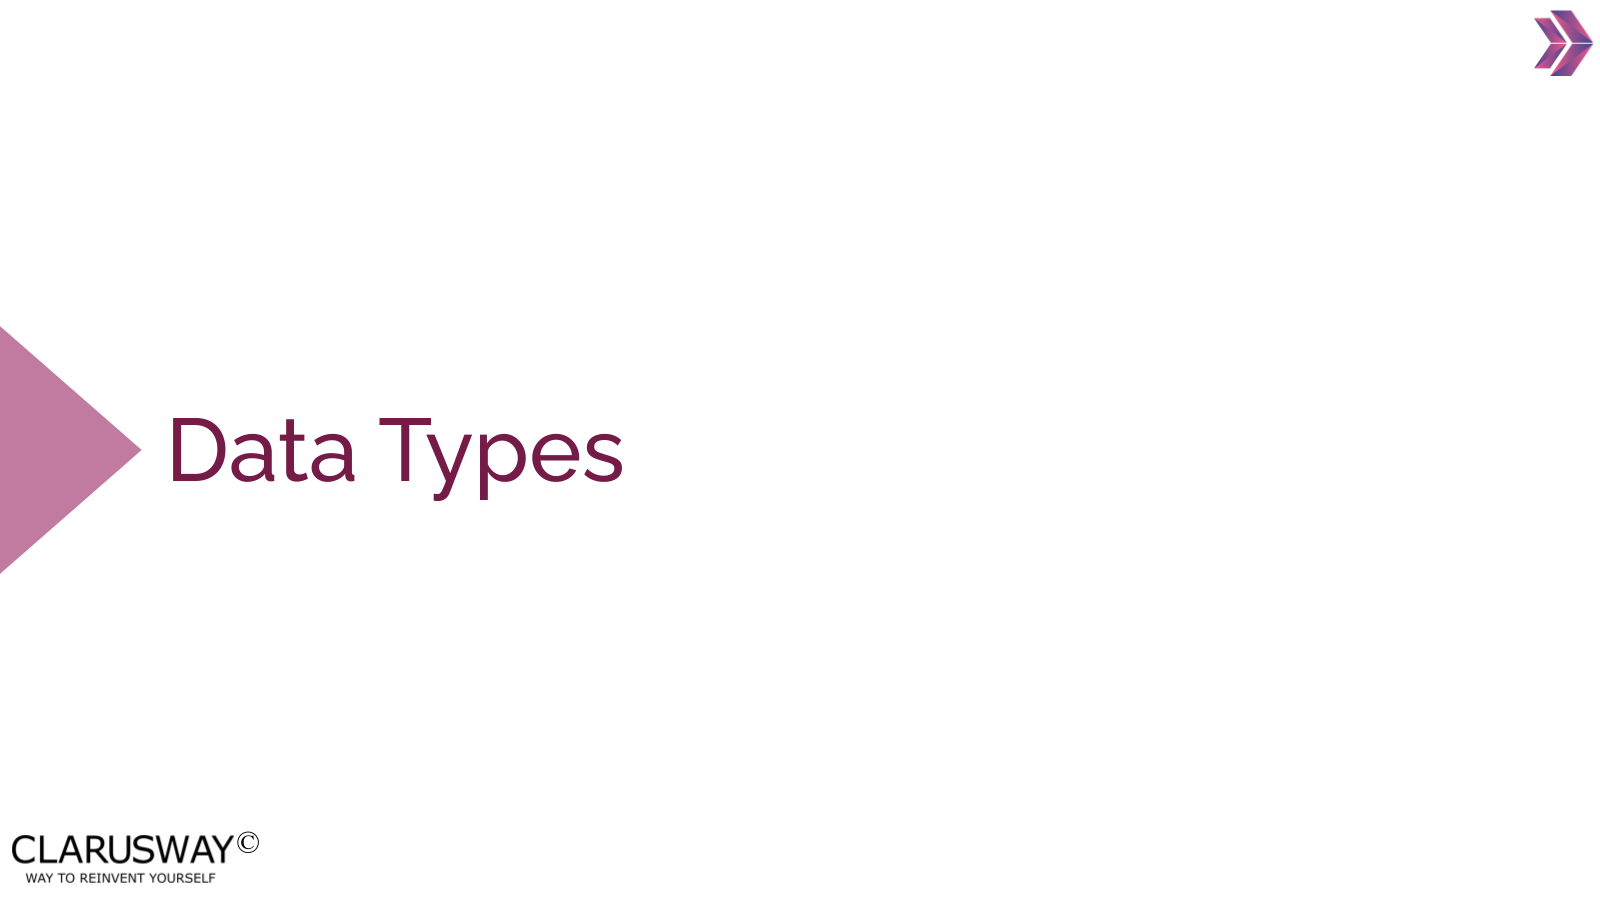 Data Types
CLARUSWAY©
WAY TO REINVENT YOURSELF